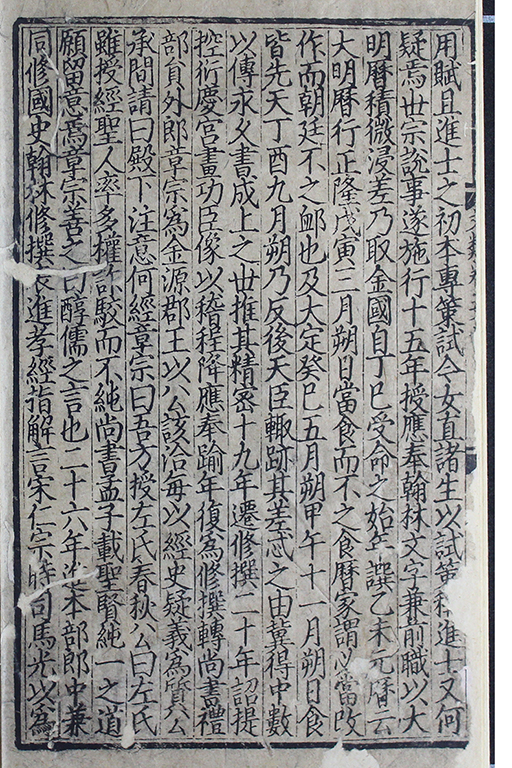 用賦且進士之初本專策試今女直諸生以試策稱進士又何
疑焉世宗說事遂施行十五年授應奉翰林文字兼前職以大
明曆積微浸差乃取金國自丁巳受命之始年譔乙未元曆云
大明曆行正隆戊寅三月朔日當食而不之食曆家謂必當改
作而朝廷不之䘏也及大定癸巳五月朔甲午十一月朔日食
皆先天丁酉九月朔乃反後天臣輙跡其差忒之由冀得中數
以傳永久書成上之世推其精密十九年遷修撰二十年詔提
控衍慶宮畫功臣像以稽程降應奉踰年復為修撰轉尚書禮
部員外郎章宗為金源郡王以公該洽每以經史疑義為質公
承間請曰殿下注意何經章宗曰吾方授左氏春秋公曰左氏
雖授經聖人率多權詐駮而不純尚書孟子載聖賢純一之道
願留意焉章宗善之曰醇儒之言也二十六年進本部郎中兼
同修國史翰林修撰表進孝經指解言宋仁宗時司馬光以為